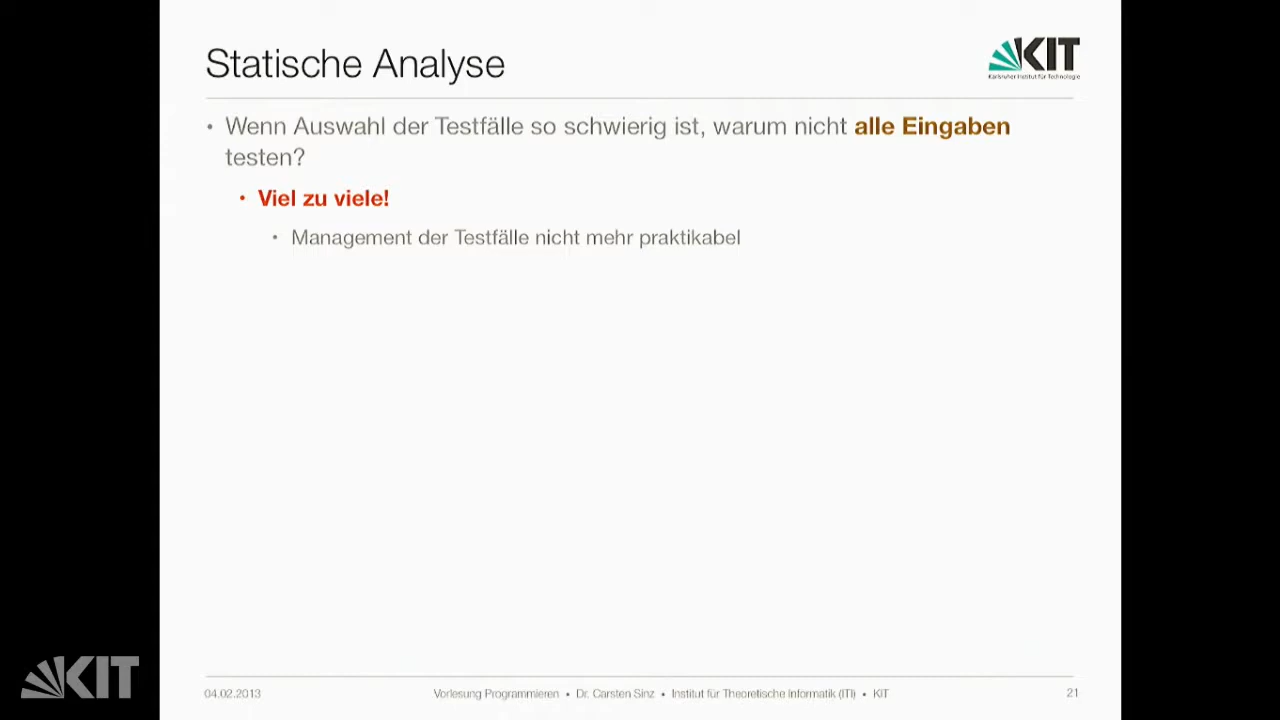 Statische Analyse
KIT
Karlsruher Institut für Technologie
• Wenn Auswahl der Testfälle so schwierig ist, warum nicht alle Eingaben
testen?
• Viel zu viele!
• Management der Testfälle nicht mehr praktikabel
KIT
04.02.2013
Vorlesung Programmieren • Dr. Carsten Sinz • Institut für Theoretische Informatik (ITI) • KIT
21